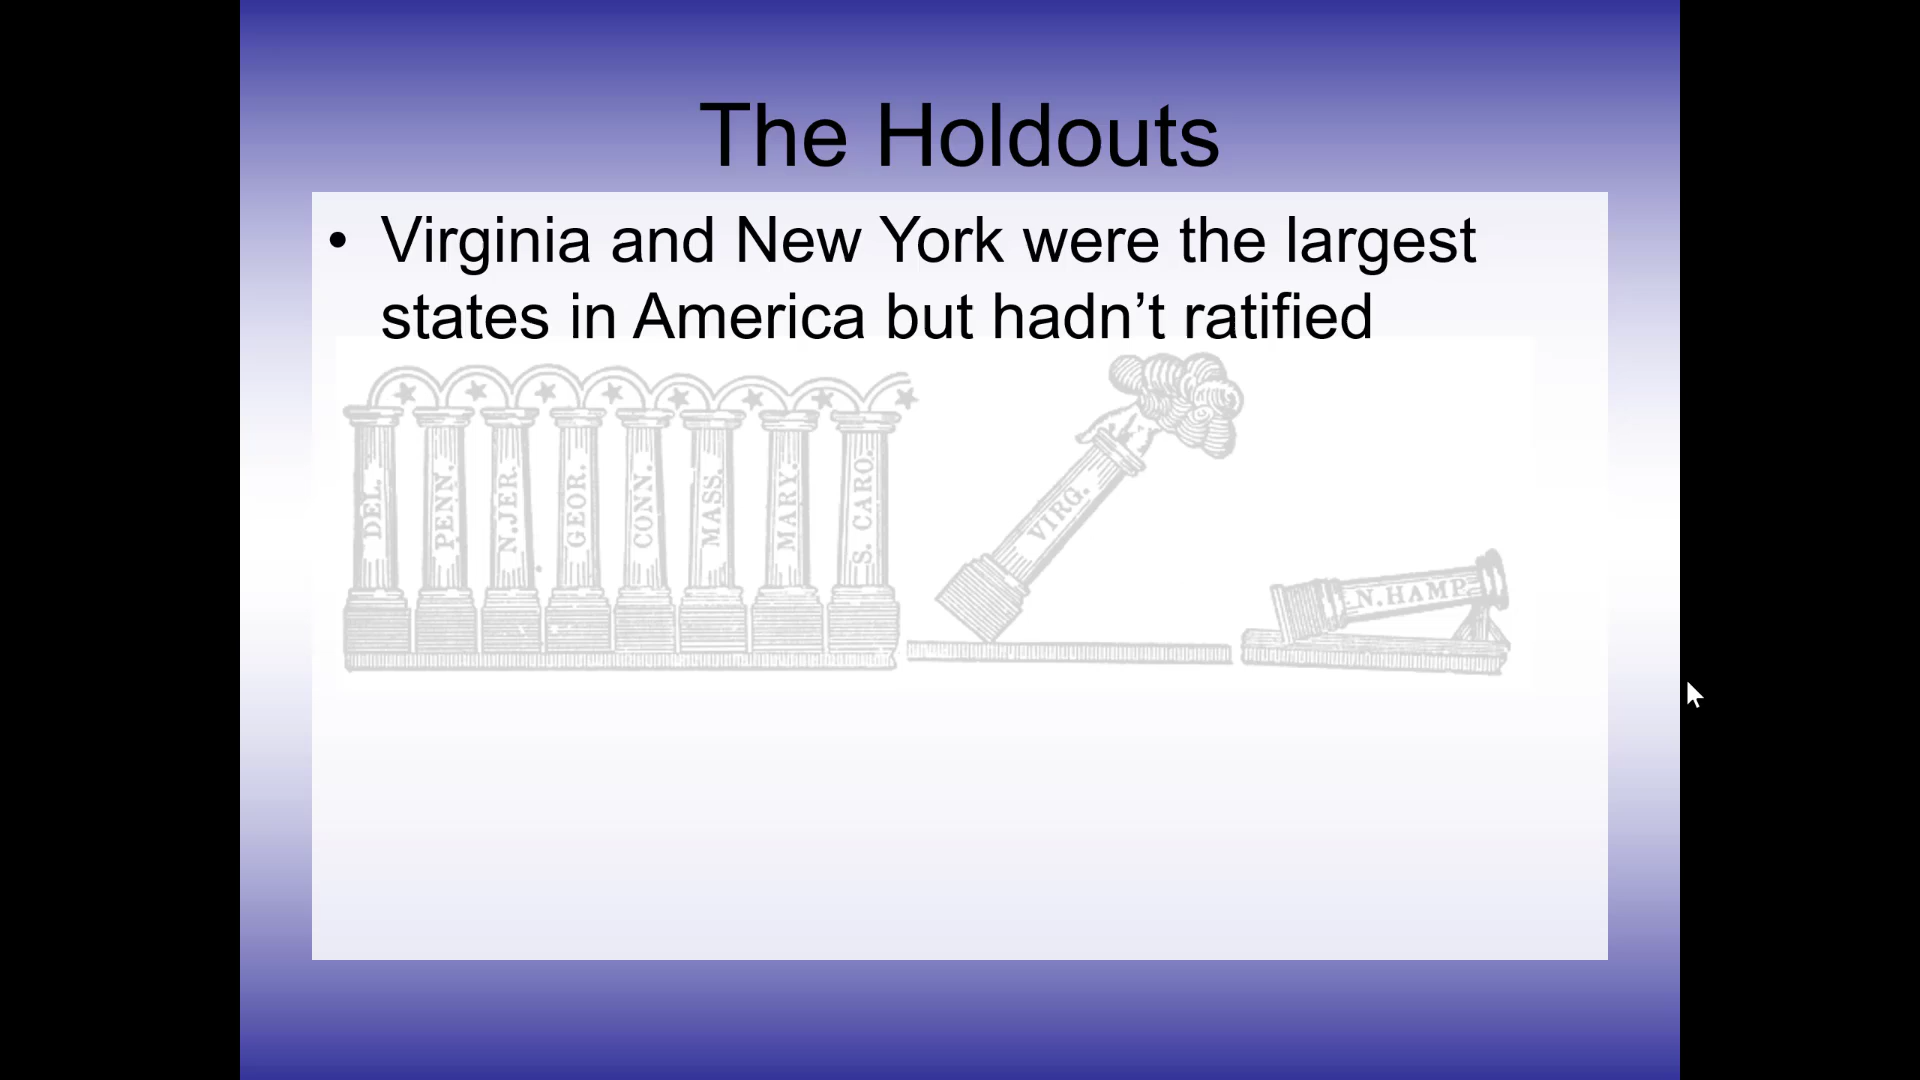 The Holdouts
• Virginia and New York were the largest
states in America but hadn’t ratified
DEL.
PENN.
N.JER.
GEOR.
CONN.
MASS.
MARY.
S. CARO.
VIRG.
N.HAMP